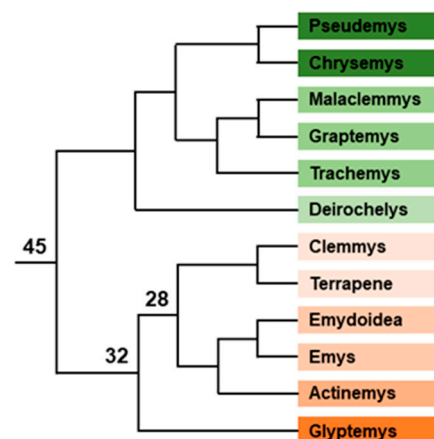 Pseudemys
Chrysemys
Malaclemmys
Graptemys
Trachemys
Deirochelys
45
Clemmys
Terrapene
28
Emydoidea
Emys
32
Actinemys
Glyptemys